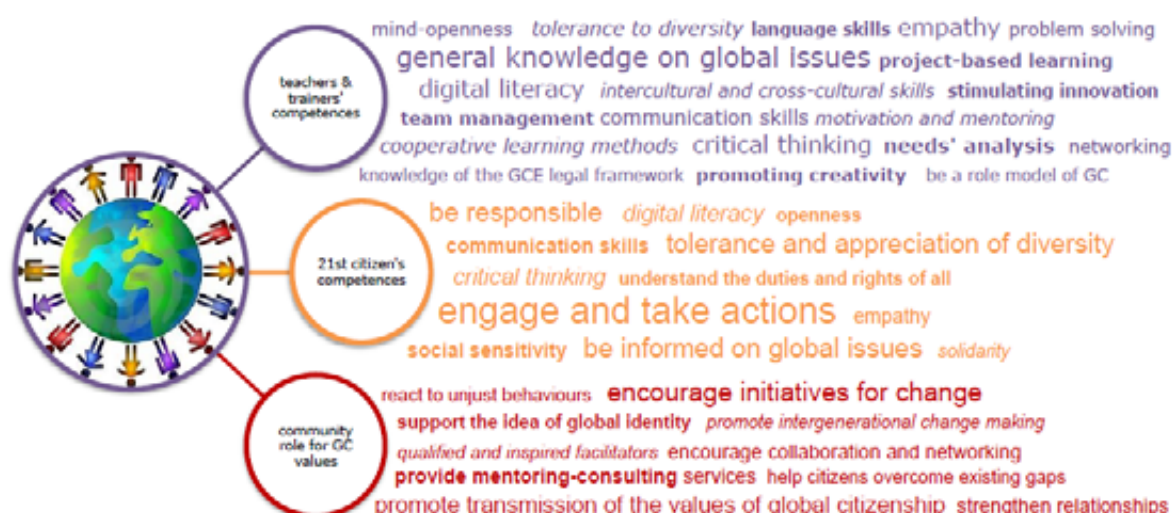 teachers &
trainers'
competences
mind-openness tolerance to diversity language skills empathy problem solving
general knowledge on global issues project-based learning
digital literacy intercultural and cross-cultural skills stimulating innovation
team management communication skills motivation and mentoring
cooperative learning methods critical thinking needs' analysis networking
knowledge of the GCE legal framework promoting creativity be a role model of GC
21st citizen's
competences
be responsible digital literacy openness
communication skills tolerance and appreciation of diversity
critical thinking understand the duties and rights of all
engage and take actions empathy
social sensitivity be informed on global issues solidarity
community
role for GC
values
react to unjust behaviours encourage initiatives for change
support the idea of global identity promote intergenerational change making
qualified and inspired facilitators encourage collaboration and networking
provide mentoring-consulting services help citizens overcome existing gaps
promote transmission of the values of global citizenship strengthen relationships